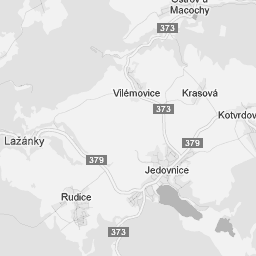 Ostrov u
Macochy
373
Vilémovice
Krasová
373
Kotvrdov
379
Lažánky
379
Jedovnice
Rudice
373